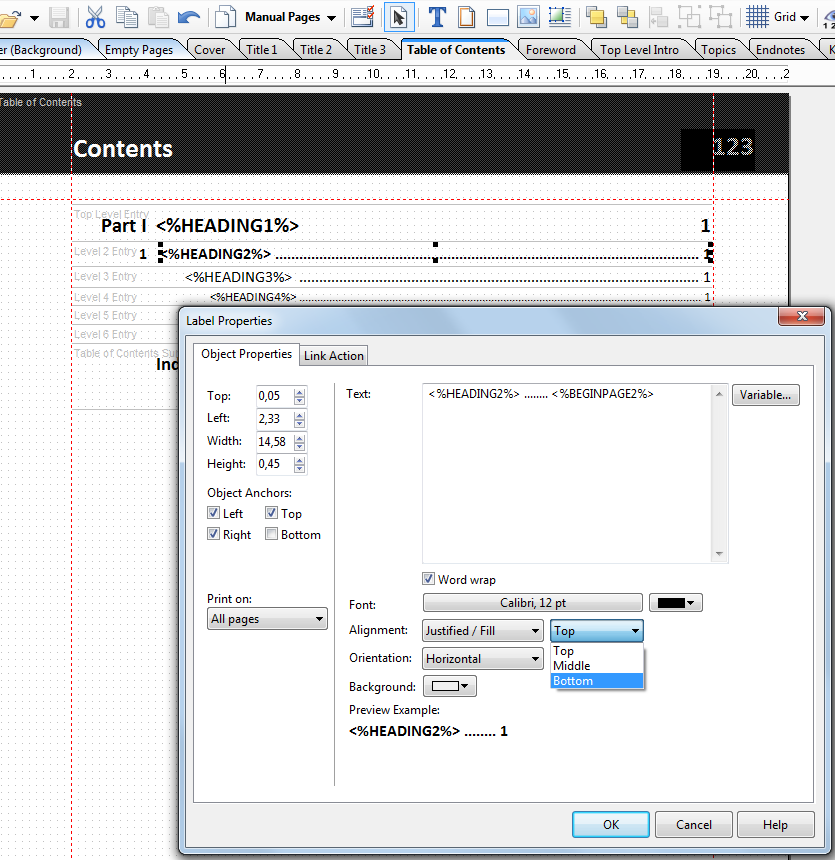 Manual Pages Grid
er (Background) Empty Pages Cover Title 1 Title 2 Title 3 Table of Contents Foreword Top Level Intro Topics Endnotes K
1 2 3 4 5 6 7 8 9 10 11 12 13 14 15 16 17 18 19 20 2
Table of Contents
Contents 123
Top Level Entry
Part I <%HEADING1%> 1
Level 2 Entry 1 <%HEADING2%> ........ 1
Level 3 Entry <%HEADING3%> ........ 1
Level 4 Entry <%HEADING4%> ........ 1
Level 5 Entry
Level 6 Entry
Table of Contents Su
Ind
Label Properties
Object Properties Link Action
Top: 0,05
Left: 2,33
Width: 14,58
Height: 0,45
Object Anchors:
Left Top
Right Bottom
Print on:
All pages
Text: <%HEADING2%> ........ <%BEGINPAGE2%> Variable...
Word wrap
Font: Calibri, 12 pt
Alignment: Justified / Fill Top
Top
Middle
Bottom
Orientation: Horizontal
Background:
Preview Example:
<%HEADING2%> ........ 1
OK Cancel Help